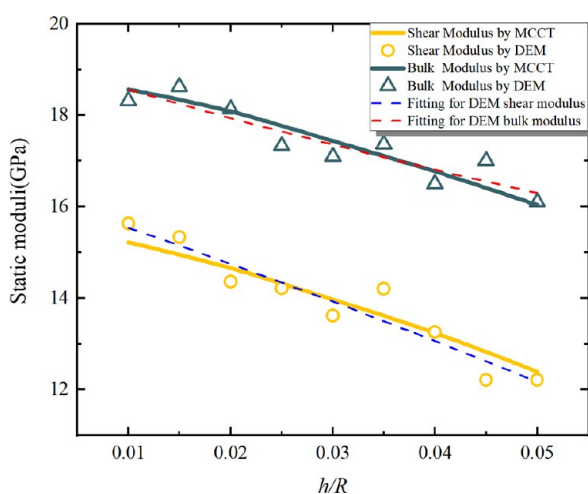 20
18
16
14
12
Static moduli(GPa)
Shear Modulus by MCCT
Shear Modulus by DEM
Bulk Modulus by MCCT
Bulk Modulus by DEM
Fitting for DEM shear modulus
Fitting for DEM bulk modulus
0.01 0.02 0.03 0.04 0.05
h/R